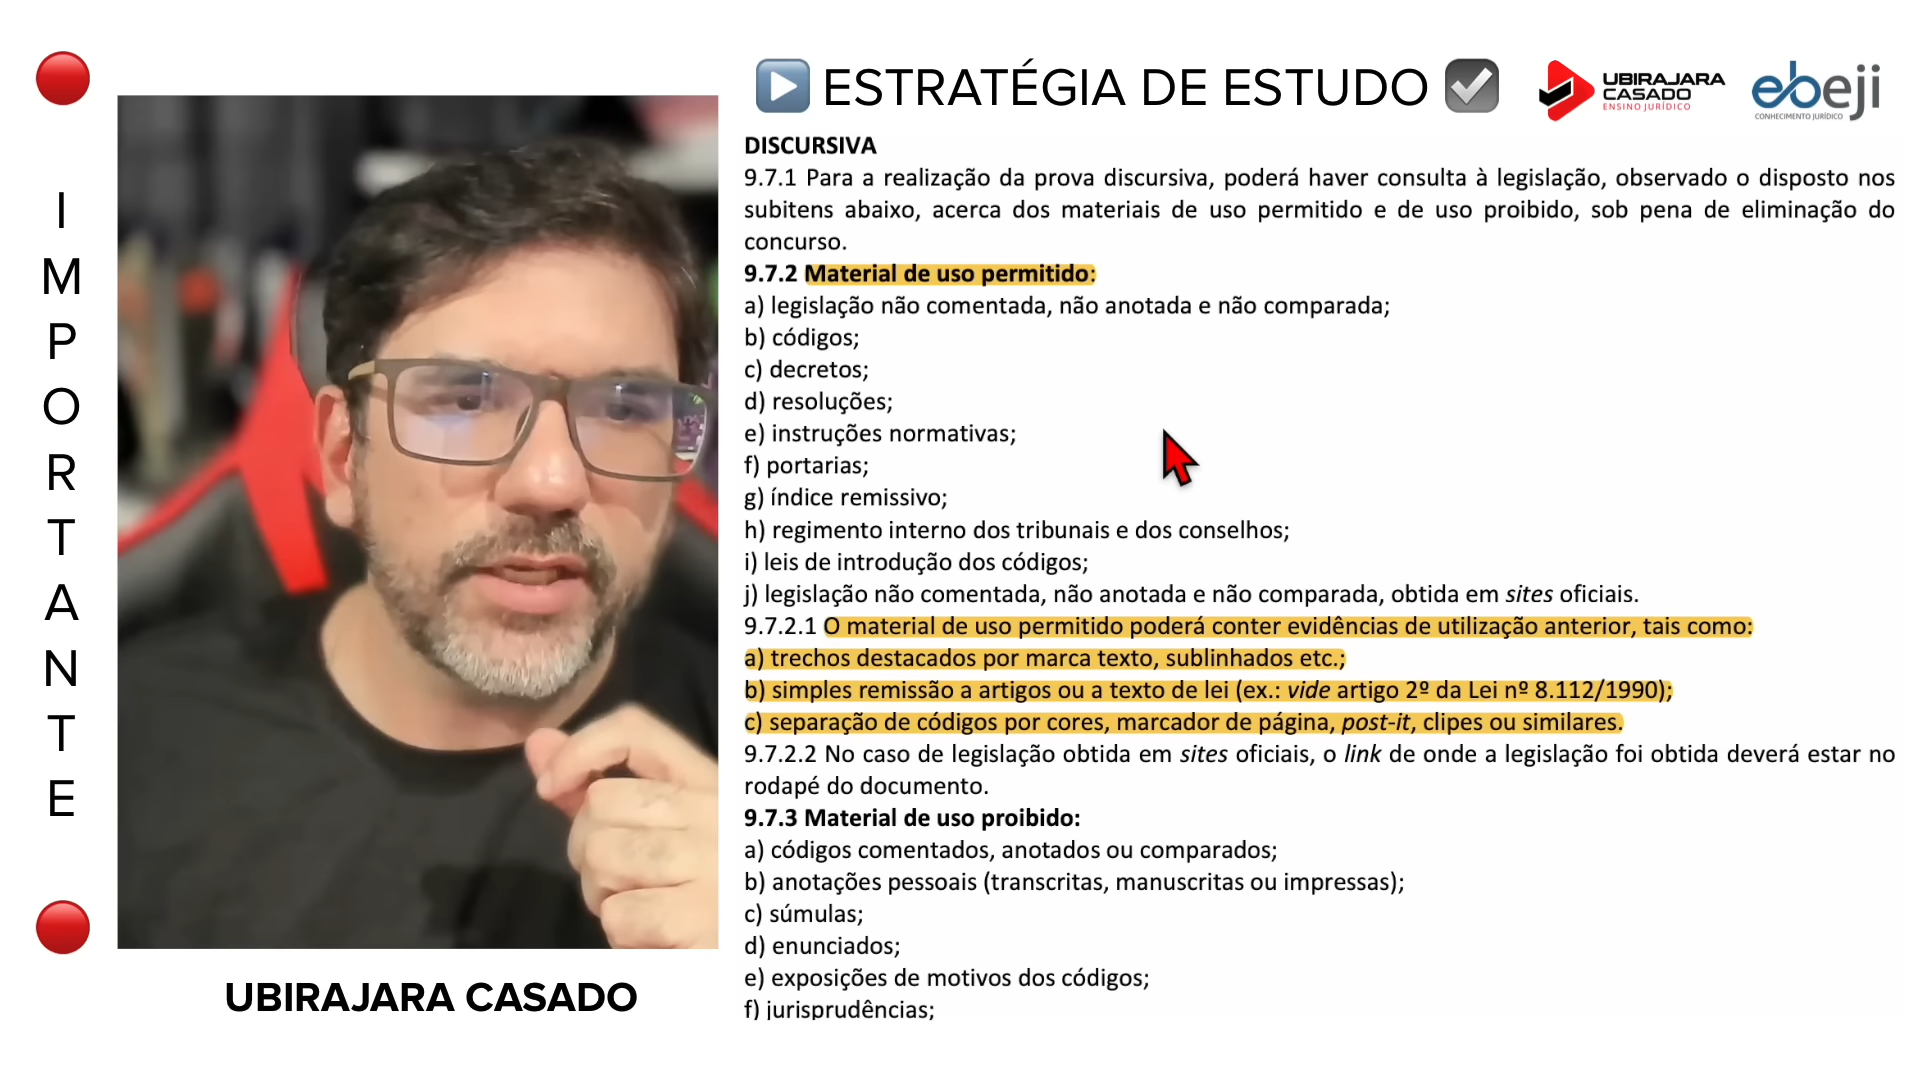 I
M
P
O
R
T
A
N
T
E
UBIRAJARA CASADO
ESTRATÉGIA DE ESTUDO
UBIRAJARA
CASADO
ENSINO JURÍDICO
ebeji
CONHECIMENTO JURÍDICO
DISCURSIVA
9.7.1 Para a realização da prova discursiva, poderá haver consulta à legislação, observado o disposto nos
subitens abaixo, acerca dos materiais de uso permitido e de uso proibido, sob pena de eliminação do
concurso.
9.7.2 Material de uso permitido:
a) legislação não comentada, não anotada e não comparada;
b) códigos;
c) decretos;
d) resoluções;
e) instruções normativas;
f) portarias;
g) índice remissivo;
h) regimento interno dos tribunais e dos conselhos;
i) leis de introdução dos códigos;
j) legislação não comentada, não anotada e não comparada, obtida em sites oficiais.
9.7.2.1 O material de uso permitido poderá conter evidências de utilização anterior, tais como:
a) trechos destacados por marca texto, sublinhados etc.;
b) simples remissão a artigos ou a texto de lei (ex.: vide artigo 2º da Lei nº 8.112/1990);
c) separação de códigos por cores, marcador de página, post-it, clipes ou similares.
9.7.2.2 No caso de legislação obtida em sites oficiais, o link de onde a legislação foi obtida deverá estar no
rodapé do documento.
9.7.3 Material de uso proibido:
a) códigos comentados, anotados ou comparados;
b) anotações pessoais (transcritas, manuscritas ou impressas);
c) súmulas;
d) enunciados;
e) exposições de motivos dos códigos;
f) jurisprudências;